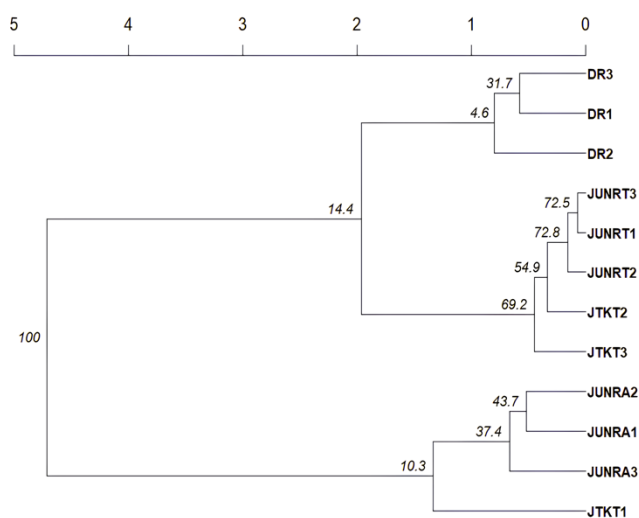 5 4 3 2 1 0
DR3
31.7
DR1
4.6
DR2
JUNRT3
72.5
14.4
JUNRT1
72.8
54.9
JUNRT2
69.2
JTKT2
100
JTKT3
JUNRA2
43.7
37.4
JUNRA1
10.3
JUNRA3
JTKT1